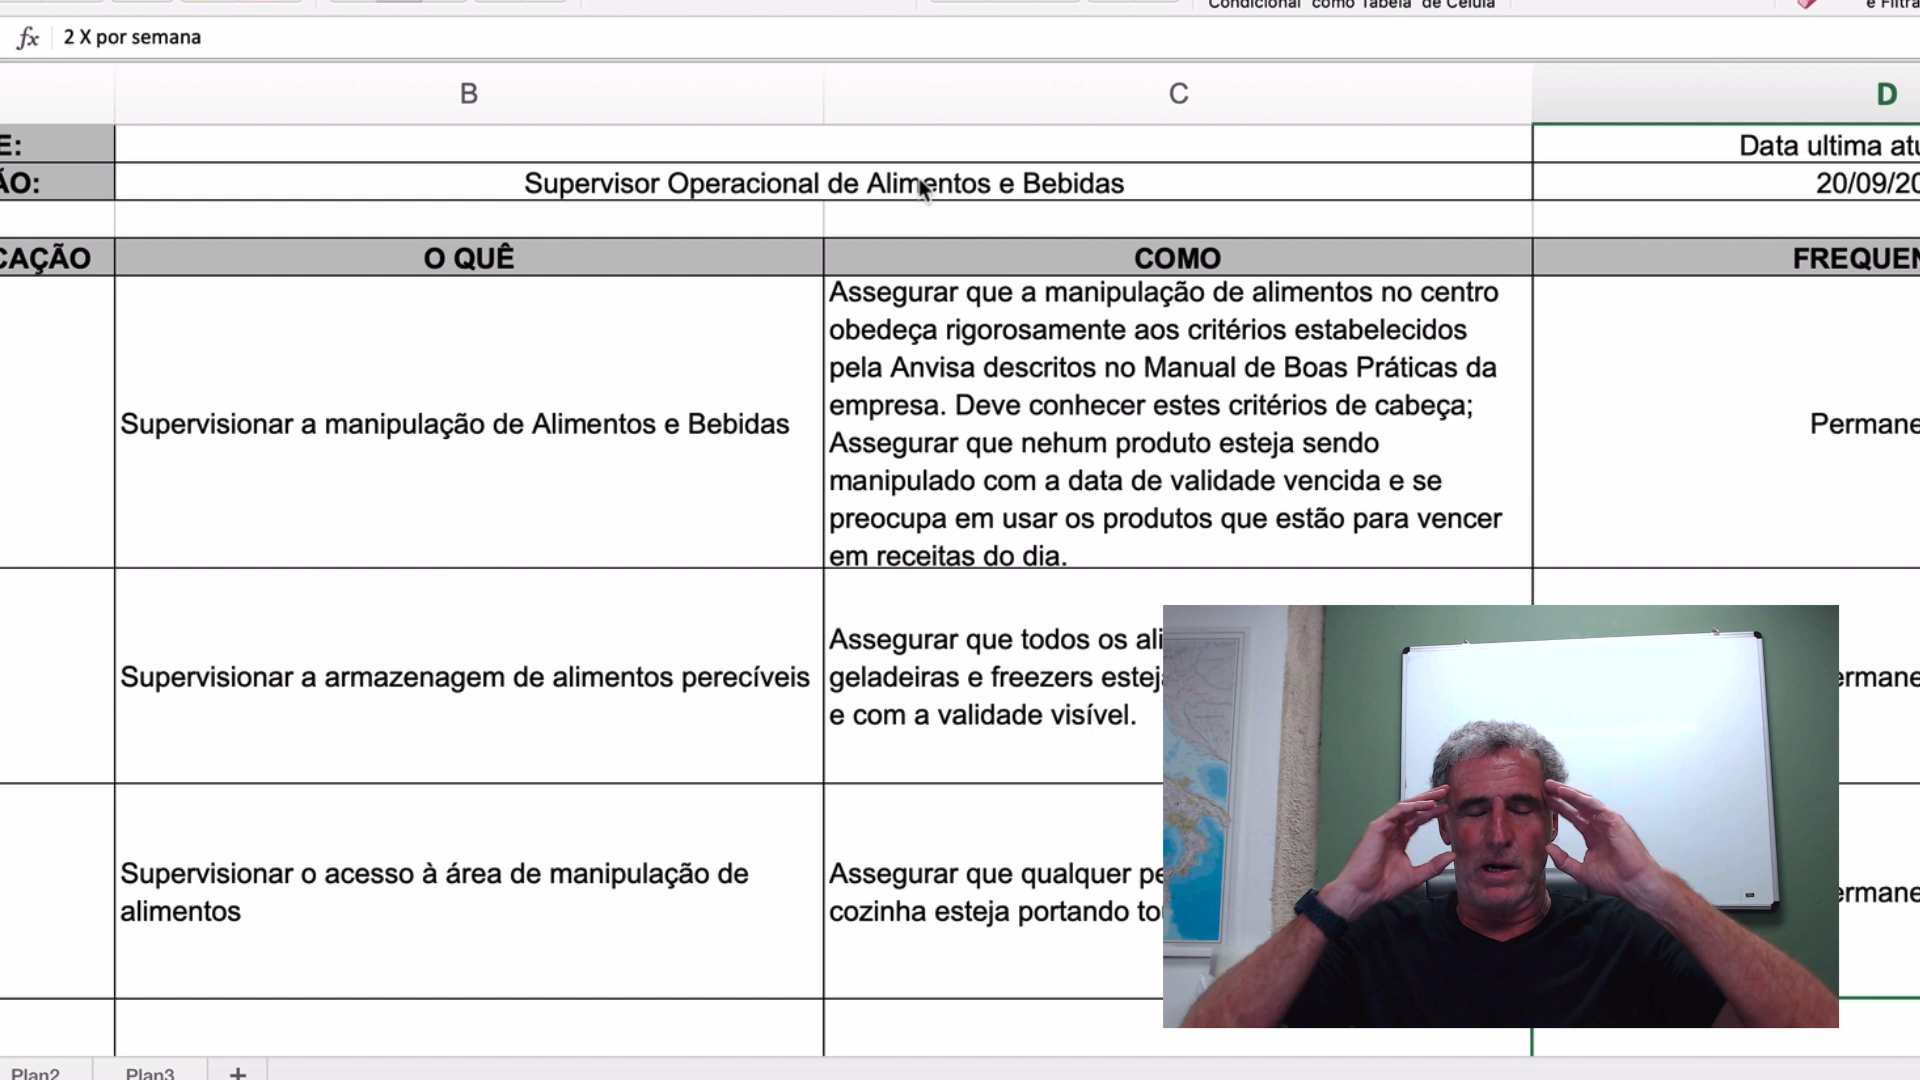 Condicional como Tabela de Célula
e Filtra
fx 2 X por semana
B C D
E: Data ultima atu
ÃO: Supervisor Operacional de Alimentos e Bebidas 20/09/20
CAÇÃO O QUÊ COMO FREQUEN
Assegurar que a manipulação de alimentos no centro
obedeça rigorosamente aos critérios estabelecidos
pela Anvisa descritos no Manual de Boas Práticas da
empresa. Deve conhecer estes critérios de cabeça;
Supervisionar a manipulação de Alimentos e Bebidas
Permane
Assegurar que nehum produto esteja sendo
manipulado com a data de validade vencida e se
preocupa em usar os produtos que estão para vencer
em receitas do dia.
Supervisionar a armazenagem de alimentos perecíveis
Assegurar que todos os ali
geladeiras e freezers estej
e com a validade visível.
ermane
Supervisionar o acesso à área de manipulação de
alimentos
Assegurar que qualquer pe
cozinha esteja portando to
ermane
Plan2 Plan3 +